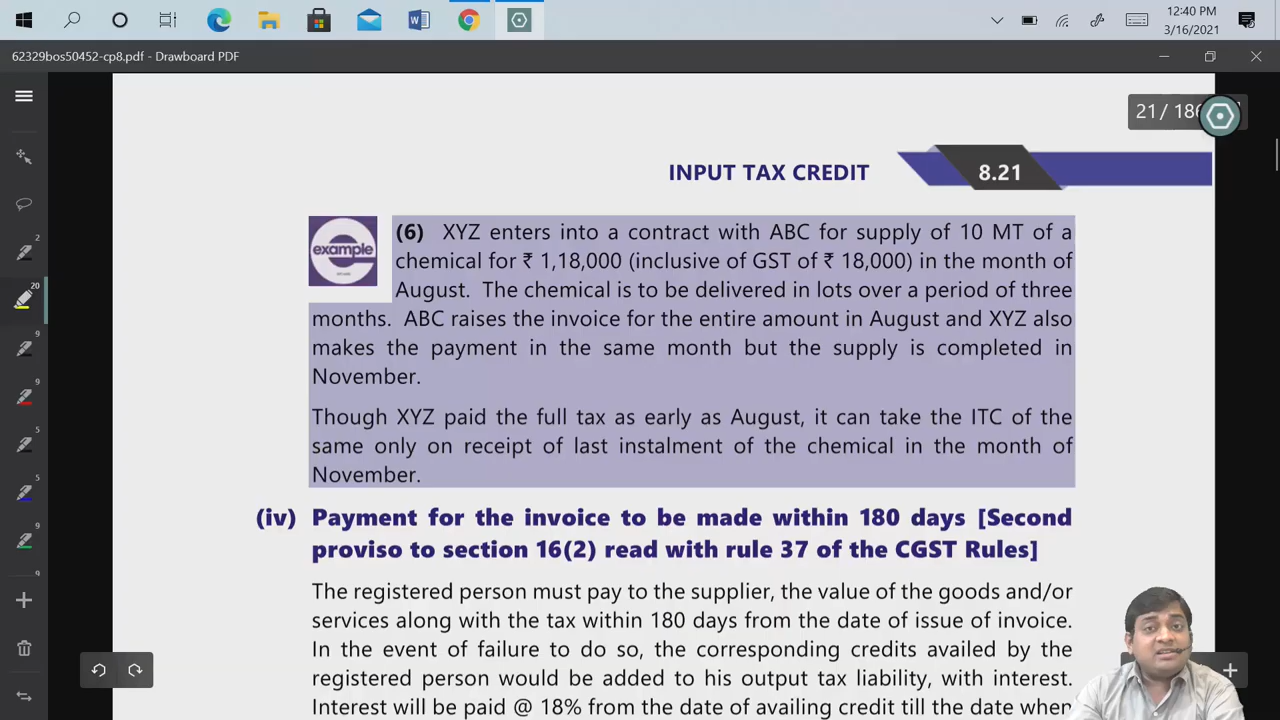 12:40 PM
3/16/2021
62329bos50452-cp8.pdf - Drawboard PDF
21 / 186
INPUT TAX CREDIT 8.21
example
(6) XYZ enters into a contract with ABC for supply of 10 MT of a
chemical for ₹ 1,18,000 (inclusive of GST of ₹ 18,000) in the month of
August. The chemical is to be delivered in lots over a period of three
months. ABC raises the invoice for the entire amount in August and XYZ also
makes the payment in the same month but the supply is completed in
November.
Though XYZ paid the full tax as early as August, it can take the ITC of the
same only on receipt of last instalment of the chemical in the month of
November.
(iv) Payment for the invoice to be made within 180 days [Second
proviso to section 16(2) read with rule 37 of the CGST Rules]
The registered person must pay to the supplier, the value of the goods and/or
services along with the tax within 180 days from the date of issue of invoice.
In the event of failure to do so, the corresponding credits availed by the
registered person would be added to his output tax liability, with interest.
Interest will be paid @ 18% from the date of availing credit till the date when
2
20
9
9
5
5
9
9